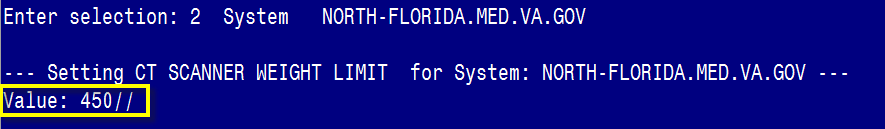 Enter selection: 2  System   NORTH-FLORIDA.MED.VA.GOV
--- Setting CT SCANNER WEIGHT LIMIT  for System: NORTH-FLORIDA.MED.VA.GOV ---
Value: 450//